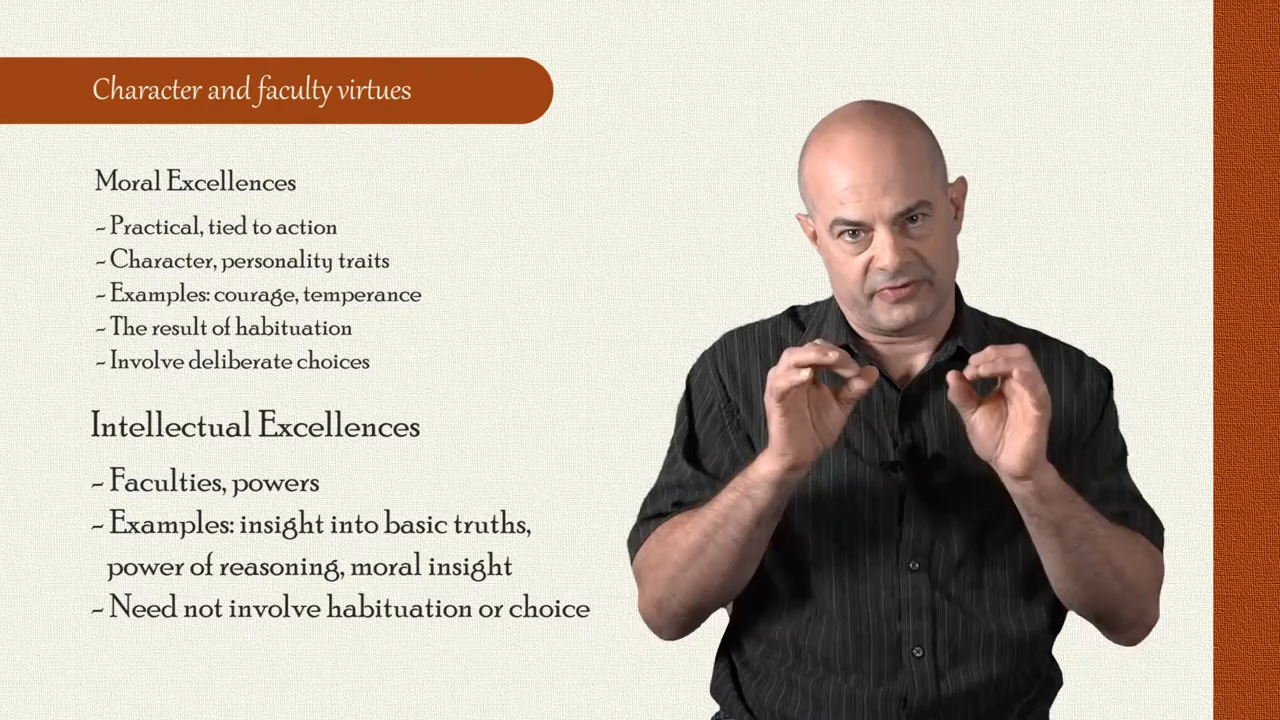 Character and faculty virtues
Moral Excellences
- Practical, tied to action
- Character, personality traits
- Examples: courage, temperance
- The result of habituation
- Involve deliberate choices
Intellectual Excellences
- Faculties, powers
- Examples: insight into basic truths,
power of reasoning, moral insight
- Need not involve habituation or choice